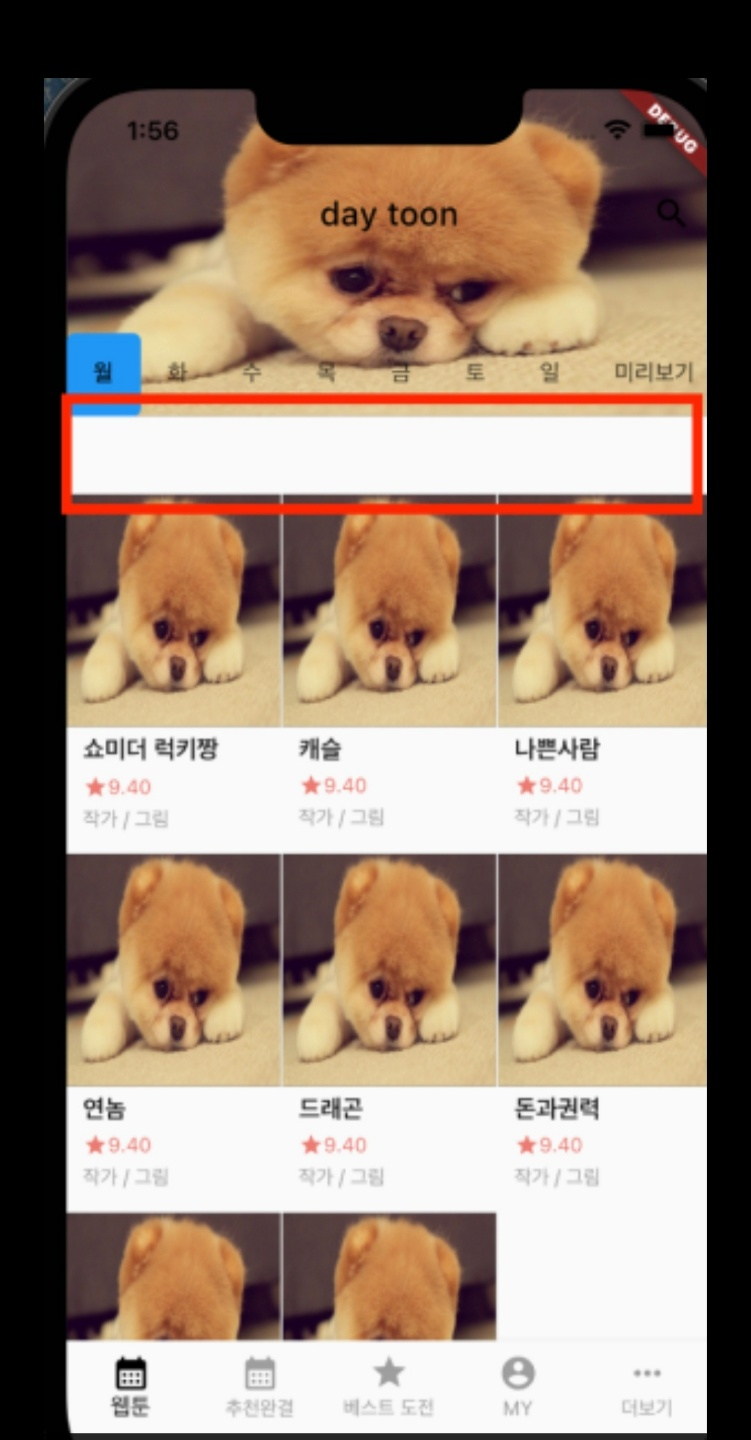 1:56
DEBUG
day toon
월 화 수 목 금 토 일 미리보기
쇼미더 럭키짱 캐슬 나쁜사람
★9.40 ★9.40 ★9.40
작가 / 그림 작가 / 그림 작가 / 그림
연놈 드래곤 돈과권력
★9.40 ★9.40 ★9.40
작가 / 그림 작가 / 그림 작가 / 그림
웹툰 추천완결 베스트 도전 MY 더보기